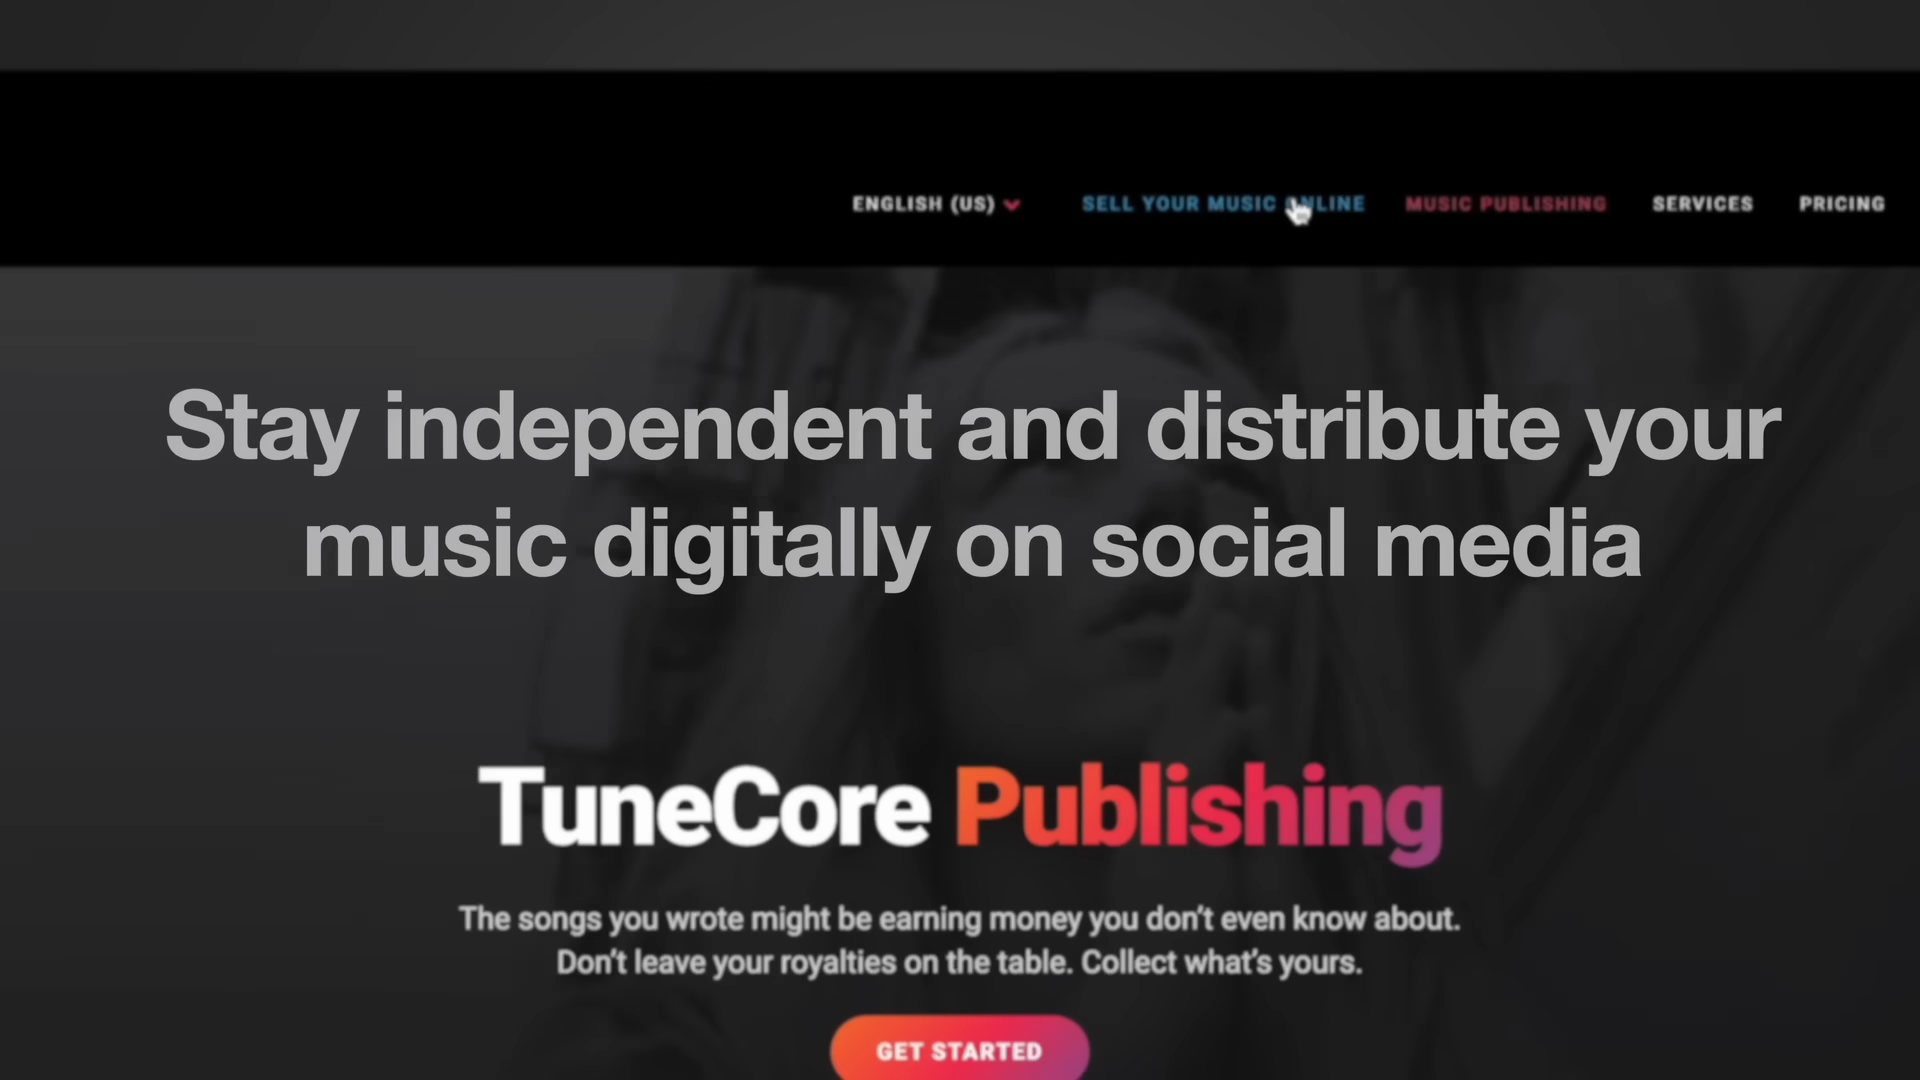 ENGLISH (US)
SELL YOUR MUSIC ONLINE
MUSIC PUBLISHING
SERVICES
PRICING
Stay independent and distribute your
music digitally on social media
TuneCore Publishing
The songs you wrote might be earning money you don’t even know about.
Don’t leave your royalties on the table. Collect what’s yours.
GET STARTED